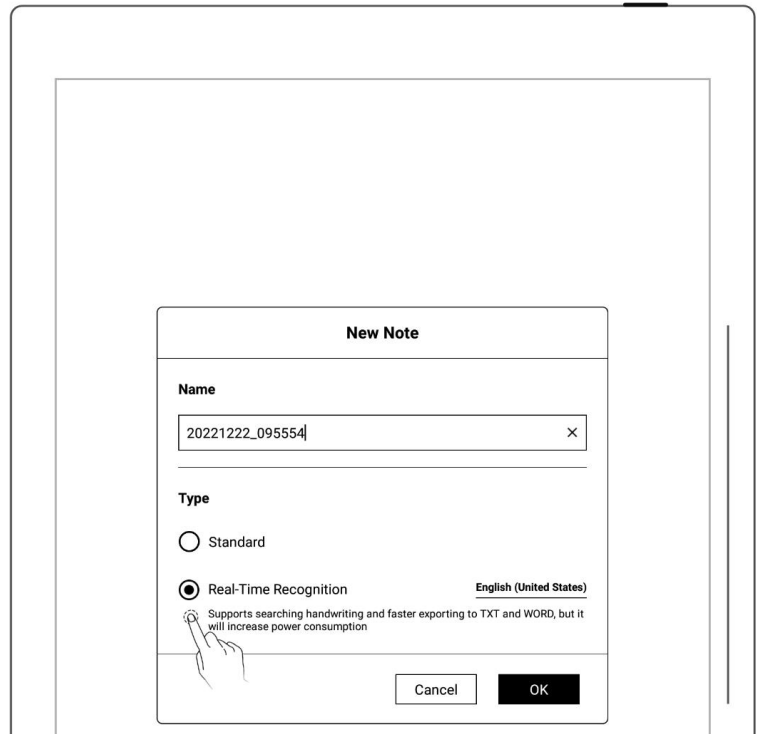 New Note
Name
20221222_095554
Type
Standard
Real-Time Recognition English (United States)
Supports searching handwriting and faster exporting to TXT and WORD, but it
will increase power consumption
Cancel OK